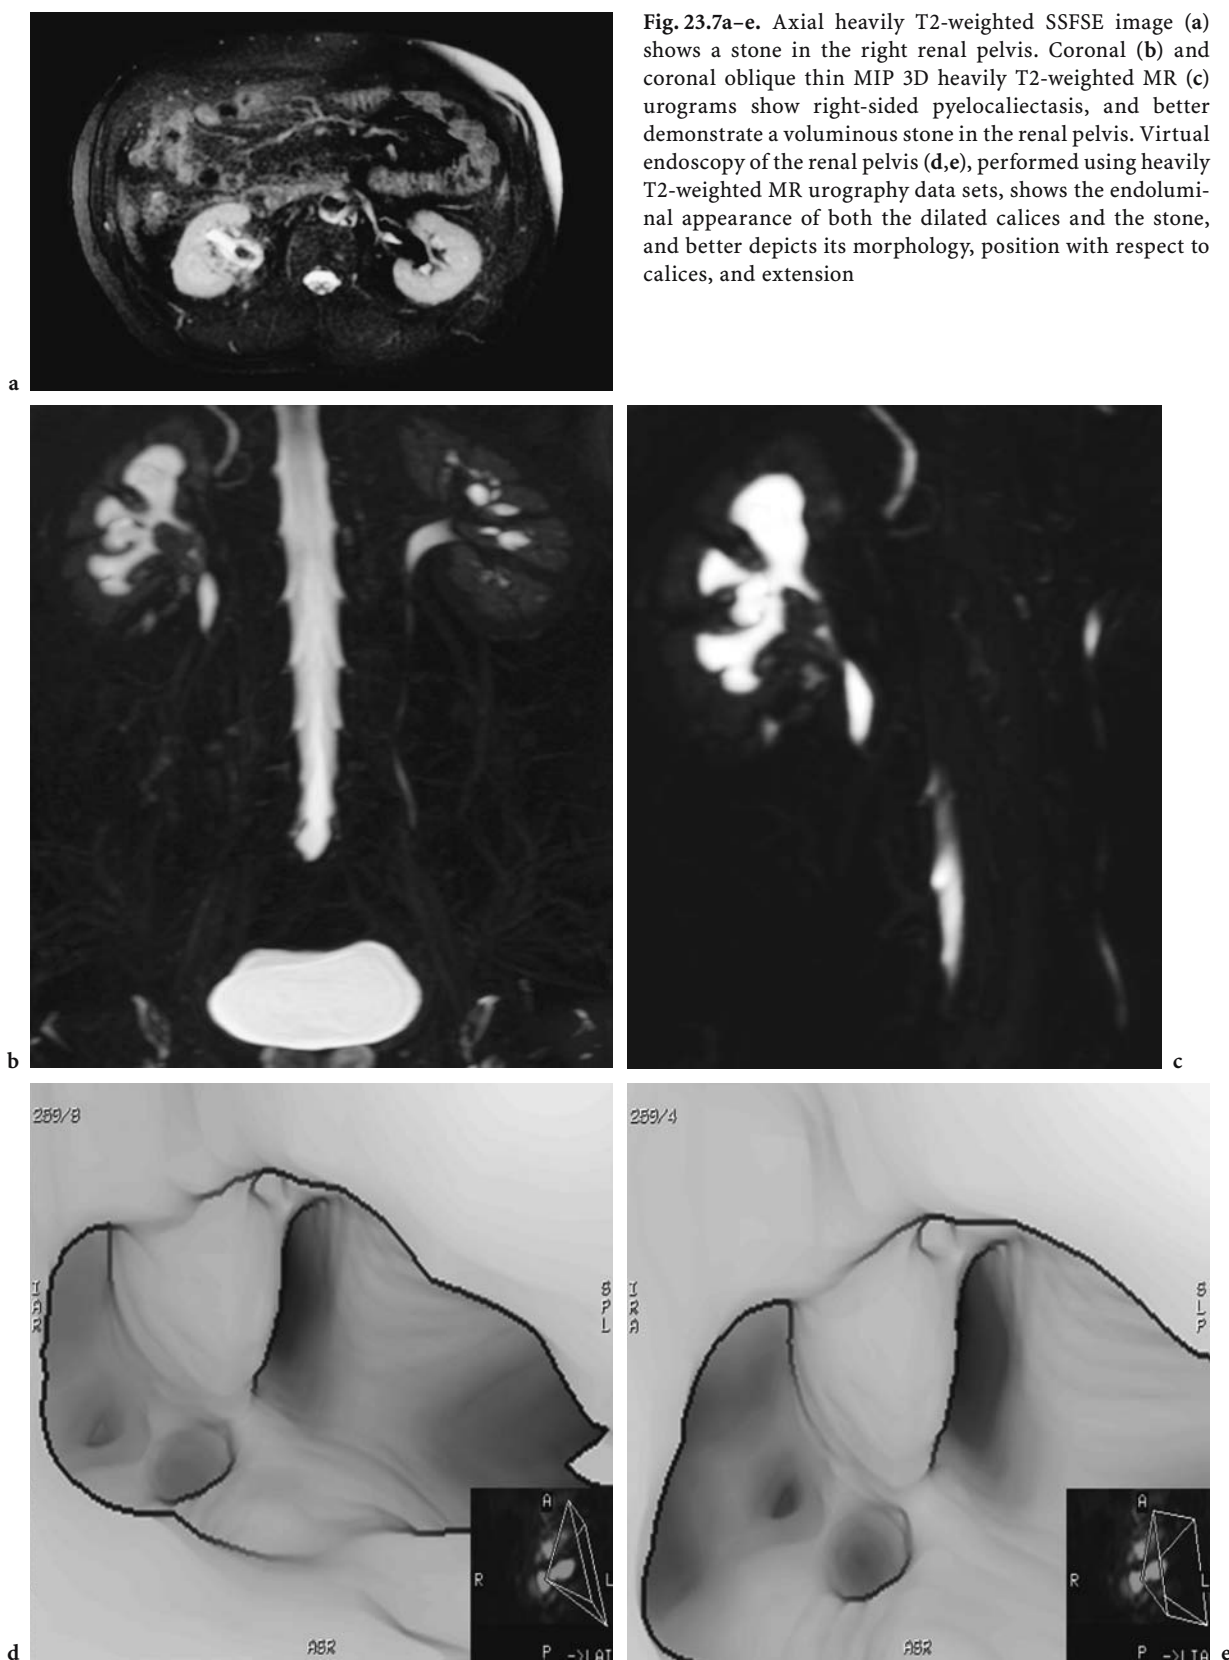 Fig. 23.7a–e. Axial heavily T2-weighted SSFSE image (a)
shows a stone in the right renal pelvis. Coronal (b) and
coronal oblique thin MIP 3D heavily T2-weighted MR (c)
urograms show right-sided pyelocaliectasis, and better
demonstrate a voluminous stone in the renal pelvis. Virtual
endoscopy of the renal pelvis (d,e), performed using heavily
T2-weighted MR urography data sets, shows the endolumi-
nal appearance of both the dilated calices and the stone,
and better depicts its morphology, position with respect to
calices, and extension
a
b
c
259/8
I
A
R
S
P
L
A
R
L
P
->LAI
ASR
d
259/4
I
R
A
S
L
P
A
R
L
P
->LIA
ASR
e